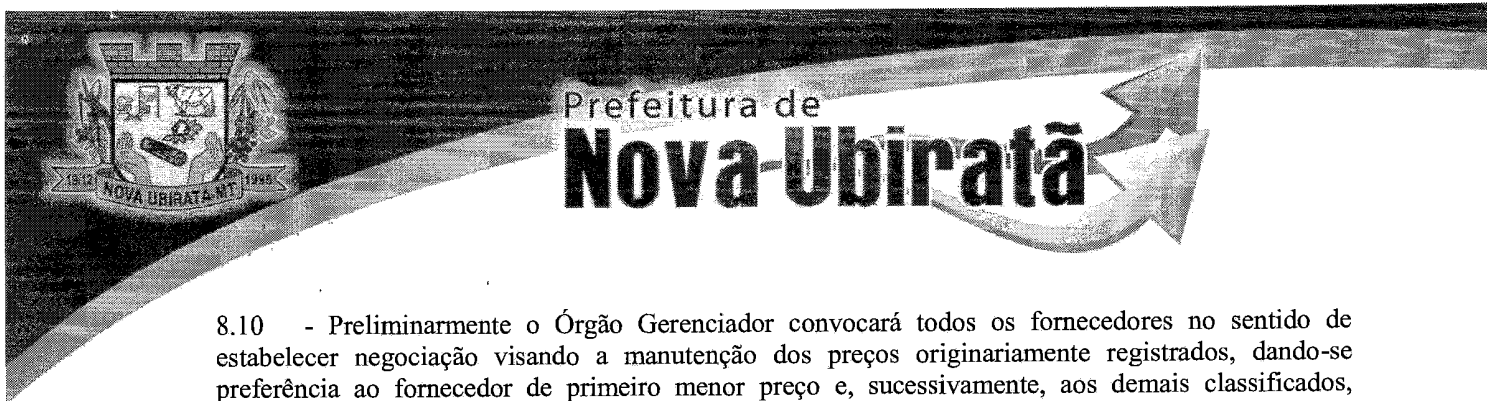 Prefeitura de
Nova Ubiratã
NOVA UBIRATÃ-MT
8.10 - Preliminarmente o Órgão Gerenciador convocará todos os fornecedores no sentido de
estabelecer negociação visando a manutenção dos preços originariamente registrados, dando-se
preferência ao fornecedor de primeiro menor preço e, sucessivamente, aos demais classificados,